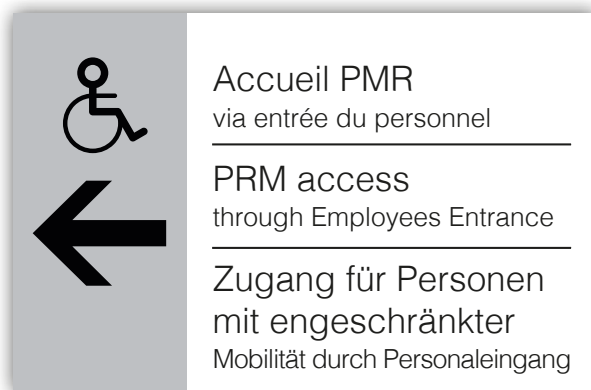 Accueil PMR
via entrée du personnel
PRM access
through Employees Entrance
Zugang für Personen
mit engeschränkter
Mobilität durch Personaleingang